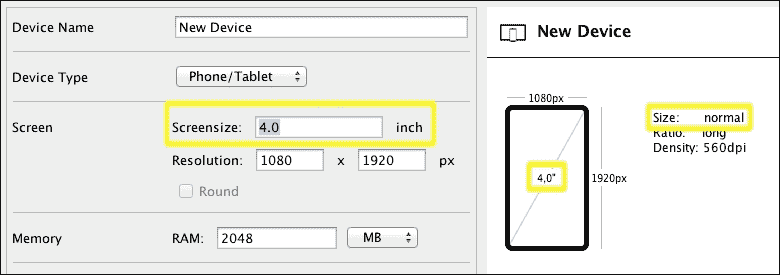 Device Name New Device
Device Type Phone/Tablet
Screen Screensize: 4.0 inch
Resolution: 1080 x 1920 px
Round
Memory RAM: 2048 MB
New Device
1080px
4,0"
1920px
Size: normal
Ratio: long
Density: 560dpi